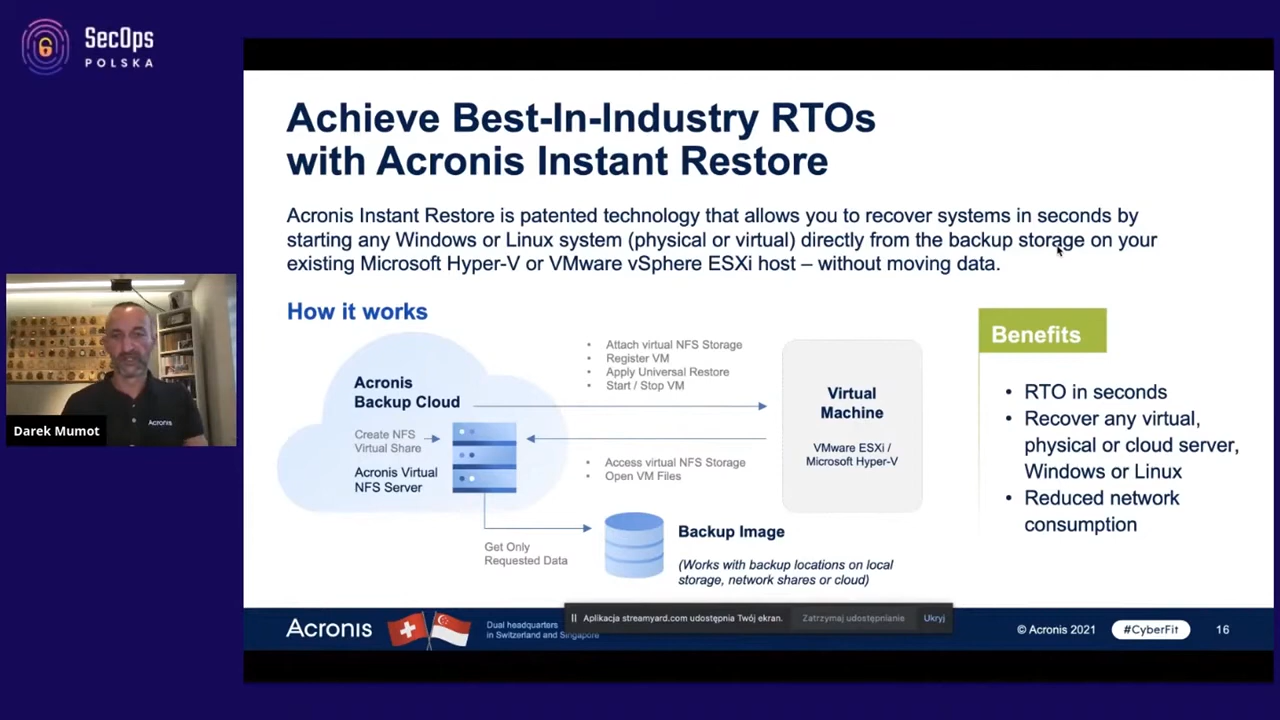 SecOps
POLSKA
Achieve Best-In-Industry RTOs
with Acronis Instant Restore
Acronis Instant Restore is patented technology that allows you to recover systems in seconds by
starting any Windows or Linux system (physical or virtual) directly from the backup storage on your
existing Microsoft Hyper-V or VMware vSphere ESXi host – without moving data.
How it works
Acronis
Backup Cloud
Create NFS
Virtual Share
Acronis Virtual
NFS Server
• Attach virtual NFS Storage
• Register VM
• Apply Universal Restore
• Start / Stop VM
• Access virtual NFS Storage
• Open VM Files
Virtual
Machine
VMware ESXi /
Microsoft Hyper-V
Get Only
Requested Data
Backup Image
(Works with backup locations on local
storage, network shares or cloud)
Benefits
• RTO in seconds
• Recover any virtual,
physical or cloud server,
Windows or Linux
• Reduced network
consumption
Acronis
Darek Mumot
Acronis
Dual headquarters
in Switzerland and Singapore
Aplikacja streamyard.com udostępnia Twój ekran.
Zatrzymaj udostępnianie
Ukryj
© Acronis 2021
#CyberFit
16